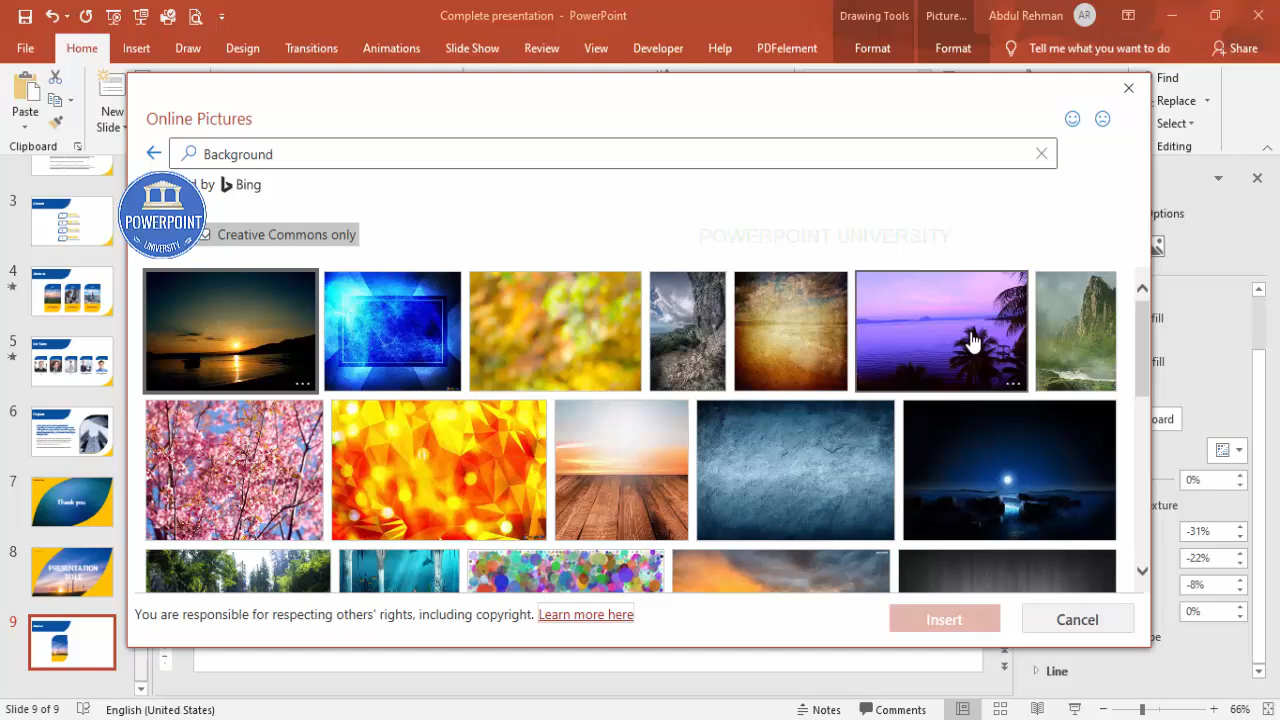 Complete presentation - PowerPoint
Drawing Tools
Picture...
Abdul Rehman
AR
File
Home
Insert
Draw
Design
Transitions
Animations
Slide Show
Review
View
Developer
Help
PDFelement
Format
Format
Tell me what you want to do
Share
Paste
New
Slide
Clipboard
Find
Replace
Select
Editing
Online Pictures
Background
by Bing
POWERPOINT
UNIVERSITY
Creative Commons only
POWERPOINT UNIVERSITY
3
4
5
6
7
Thank you
8
PRESENTATION
TITLE
9
Options
fill
fill
oard
0%
xture
-31%
-22%
-8%
0%
pe
Line
You are responsible for respecting others' rights, including copyright. Learn more here
Insert
Cancel
Slide 9 of 9
English (United States)
Notes
Comments
66%